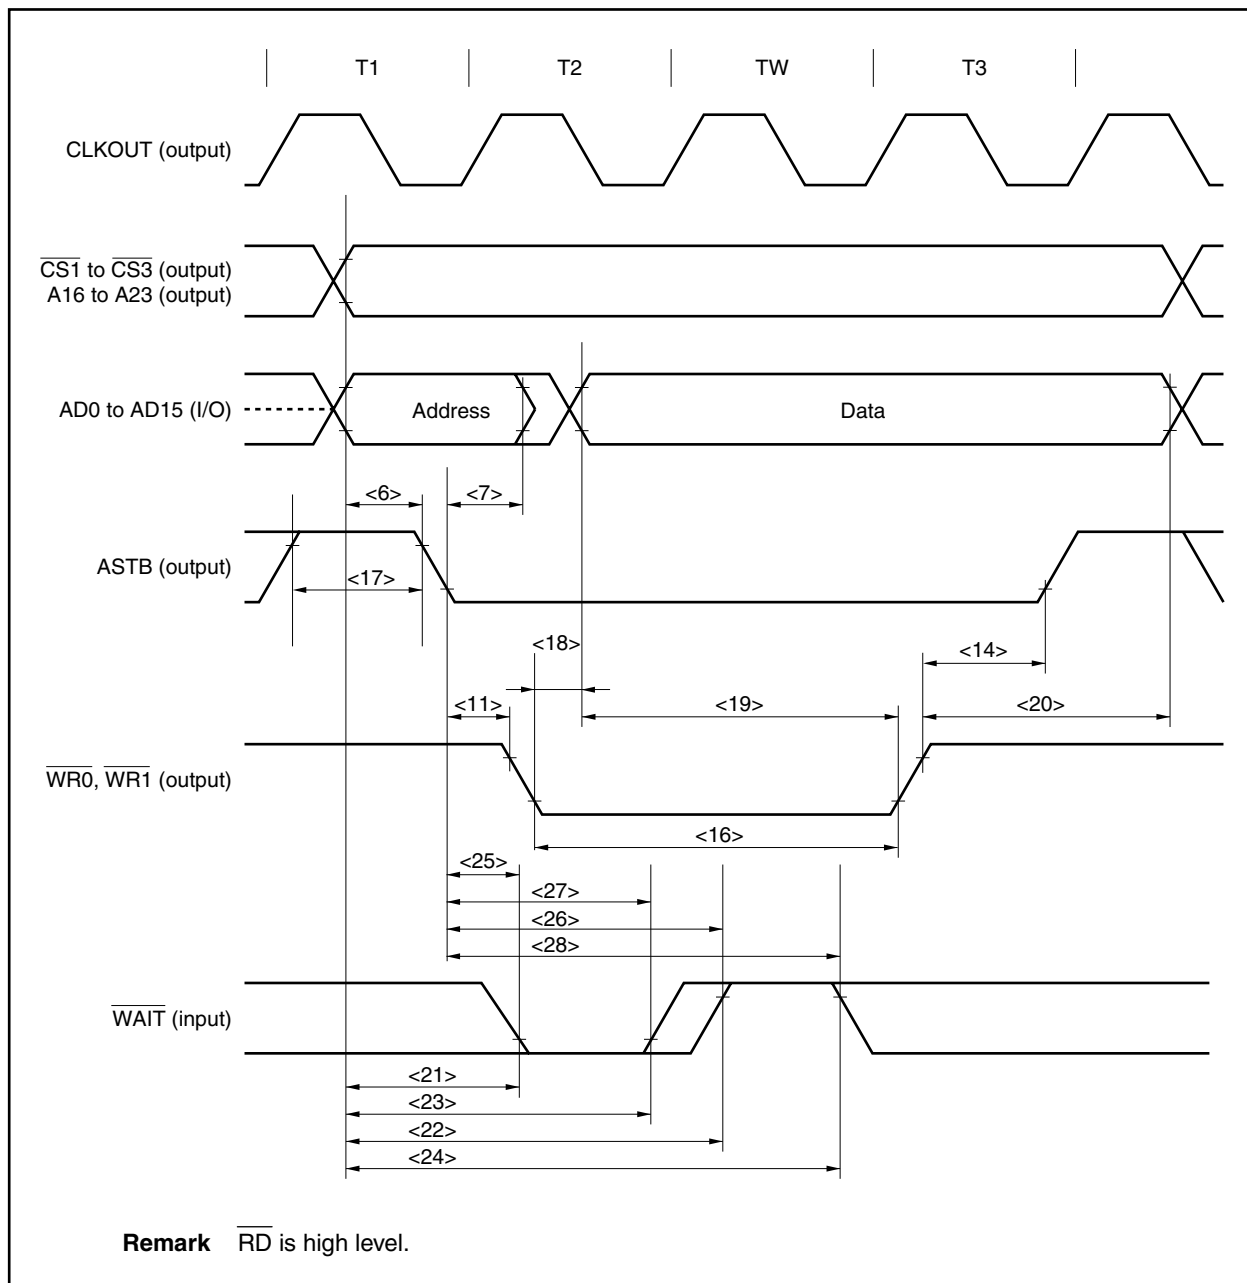 T1 T2 TW T3
CLKOUT (output)
CS1 to CS3 (output)
A16 to A23 (output)
AD0 to AD15 (I/O)
Address
Data
<6>
<7>
ASTB (output)
<17>
<18>
<14>
<11>
<19>
<20>
WR0, WR1 (output)
<16>
<25>
<27>
<26>
<28>
WAIT (input)
<21>
<23>
<22>
<24>
Remark RD is high level.